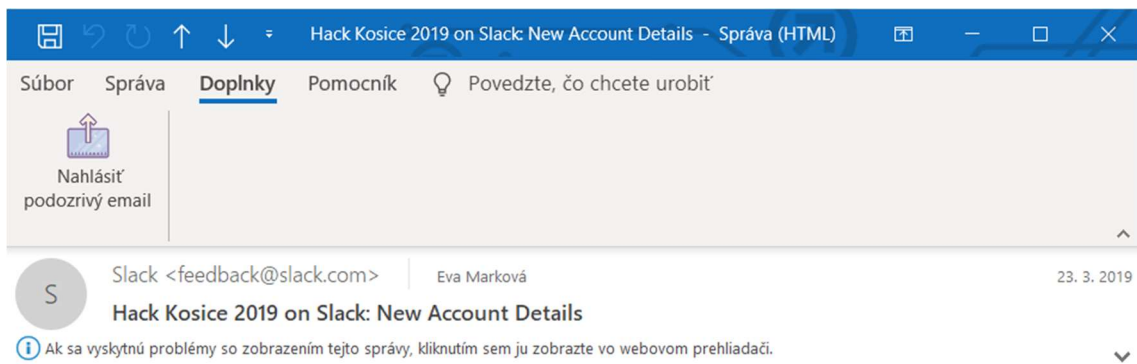 Hack Kosice 2019 on Slack: New Account Details - Správa (HTML)
Súbor Správa Doplnky Pomocník Povedzte, čo chcete urobiť
Nahlásiť
podozrivý email
Slack <feedback@slack.com> Eva Marková 23. 3. 2019
S
Hack Kosice 2019 on Slack: New Account Details
Ak sa vyskytnú problémy so zobrazením tejto správy, kliknutím sem ju zobrazte vo webovom prehliadači.